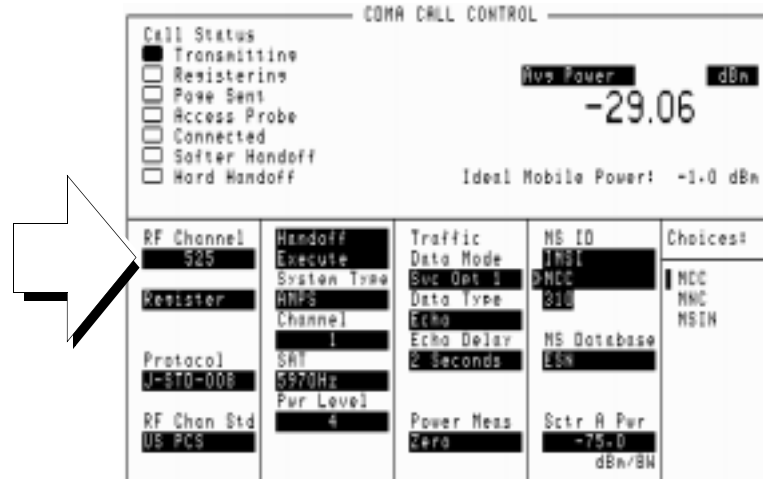 CDMA CALL CONTROL
Call Status
Transmitting
Registering
Page Sent
Access Probe
Connected
Softer Handoff
Hard Handoff
Avg Power dBm
-29.06
Ideal Mobile Power: -1.0 dBm
RF Channel
525
Register
Protocol
J-STD-008
RF Chan Std
US PCS
Handoff
Execute
System Type
AMPS
Channel
1
SAT
5970Hz
Pwr Level
4
Traffic
Data Mode
Svc Opt 1
Data Type
Echo
Echo Delay
2 Seconds
Power Meas
Zero
MS ID
IMSI
MCC
310
MS Database
ESN
Sctr A Pwr
-75.0
dBm/BW
Choices:
MCC
MNC
MSIN